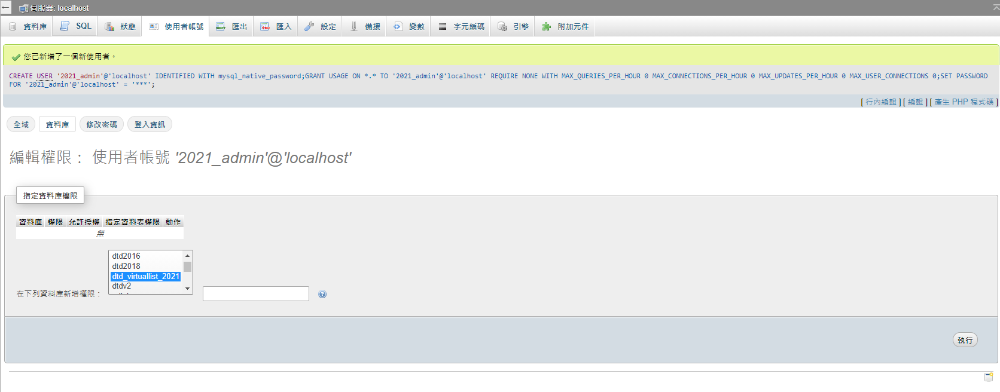 伺服器: localhost
資料庫 SQL 狀態 使用者帳號 匯出 匯入 設定 備援 變數 字元編碼 引擎 附加元件
您已新增了一個新使用者。
CREATE USER '2021_admin'@'localhost' IDENTIFIED WITH mysql_native_password;GRANT USAGE ON *.* TO '2021_admin'@'localhost' REQUIRE NONE WITH MAX_QUERIES_PER_HOUR 0 MAX_CONNECTIONS_PER_HOUR 0 MAX_UPDATES_PER_HOUR 0 MAX_USER_CONNECTIONS 0;SET PASSWORD
FOR '2021_admin'@'localhost' = '***';
[ 行內編輯 ] [ 編輯 ] [ 產生 PHP 程式碼 ]
全域 資料庫 修改密碼 登入資訊
編輯權限： 使用者帳號 '2021_admin'@'localhost'
指定資料庫權限
資料庫 權限 允許授權 指定資料表權限 動作
無
dtd2016
dtd2018
dtd_virtuallist_2021
dtdv2
在下列資料庫新增權限：
執行